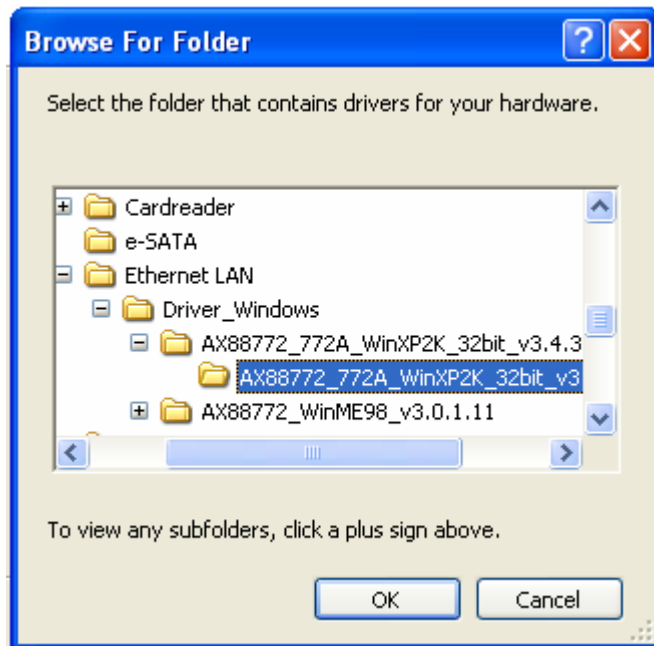 Browse For Folder
Select the folder that contains drivers for your hardware.
Cardreader
e-SATA
Ethernet LAN
Driver_Windows
AX88772_772A_WinXP2K_32bit_v3.4.3
AX88772_772A_WinXP2K_32bit_v3
AX88772_WinME98_v3.0.1.11
To view any subfolders, click a plus sign above.
OK Cancel